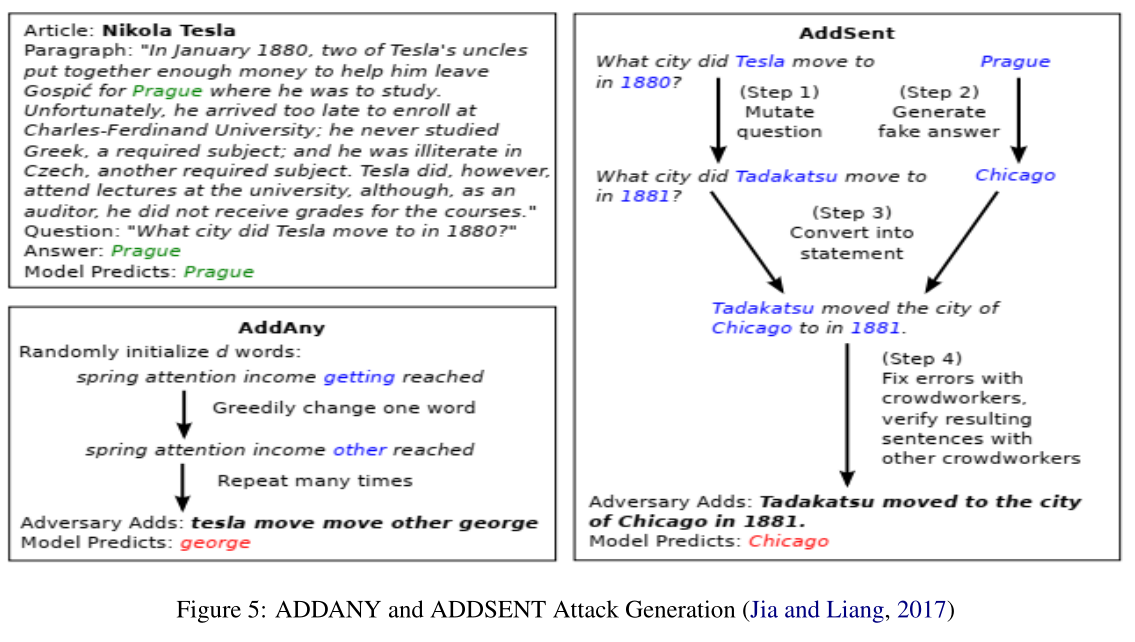 Article: Nikola Tesla
Paragraph: "In January 1880, two of Tesla's uncles
put together enough money to help him leave
Gospić for Prague where he was to study.
Unfortunately, he arrived too late to enroll at
Charles-Ferdinand University; he never studied
Greek, a required subject; and he was illiterate in
Czech, another required subject. Tesla did, however,
attend lectures at the university, although, as an
auditor, he did not receive grades for the courses."
Question: "What city did Tesla move to in 1880?"
Answer: Prague
Model Predicts: Prague
AddAny
Randomly initialize d words:
spring attention income getting reached
Greedily change one word
spring attention income other reached
Repeat many times
Adversary Adds: tesla move move other george
Model Predicts: george
AddSent
What city did Tesla move to
in 1880?
Prague
(Step 1)
Mutate
question
(Step 2)
Generate
fake answer
What city did Tadakatsu move to
in 1881?
Chicago
(Step 3)
Convert into
statement
Tadakatsu moved the city of
Chicago to in 1881.
(Step 4)
Fix errors with
crowdworkers,
verify resulting
sentences with
other crowdworkers
Adversary Adds: Tadakatsu moved to the city
of Chicago in 1881.
Model Predicts: Chicago
Figure 5: ADDANY and ADDSENT Attack Generation (Jia and Liang, 2017)